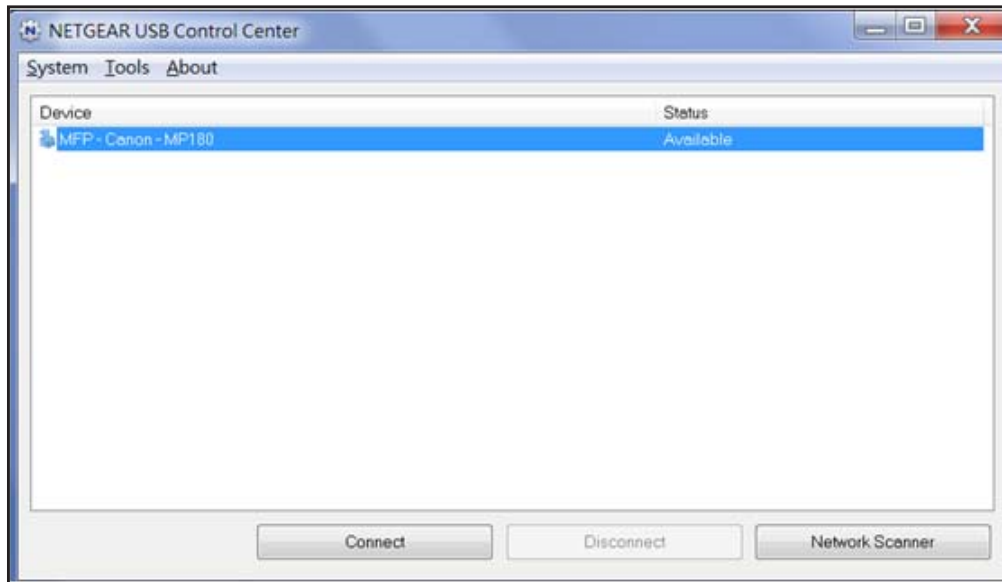 NETGEAR USB Control Center
System Tools About
Device Status
MFP - Canon - MP180 Available
Connect Disconnect Network Scanner